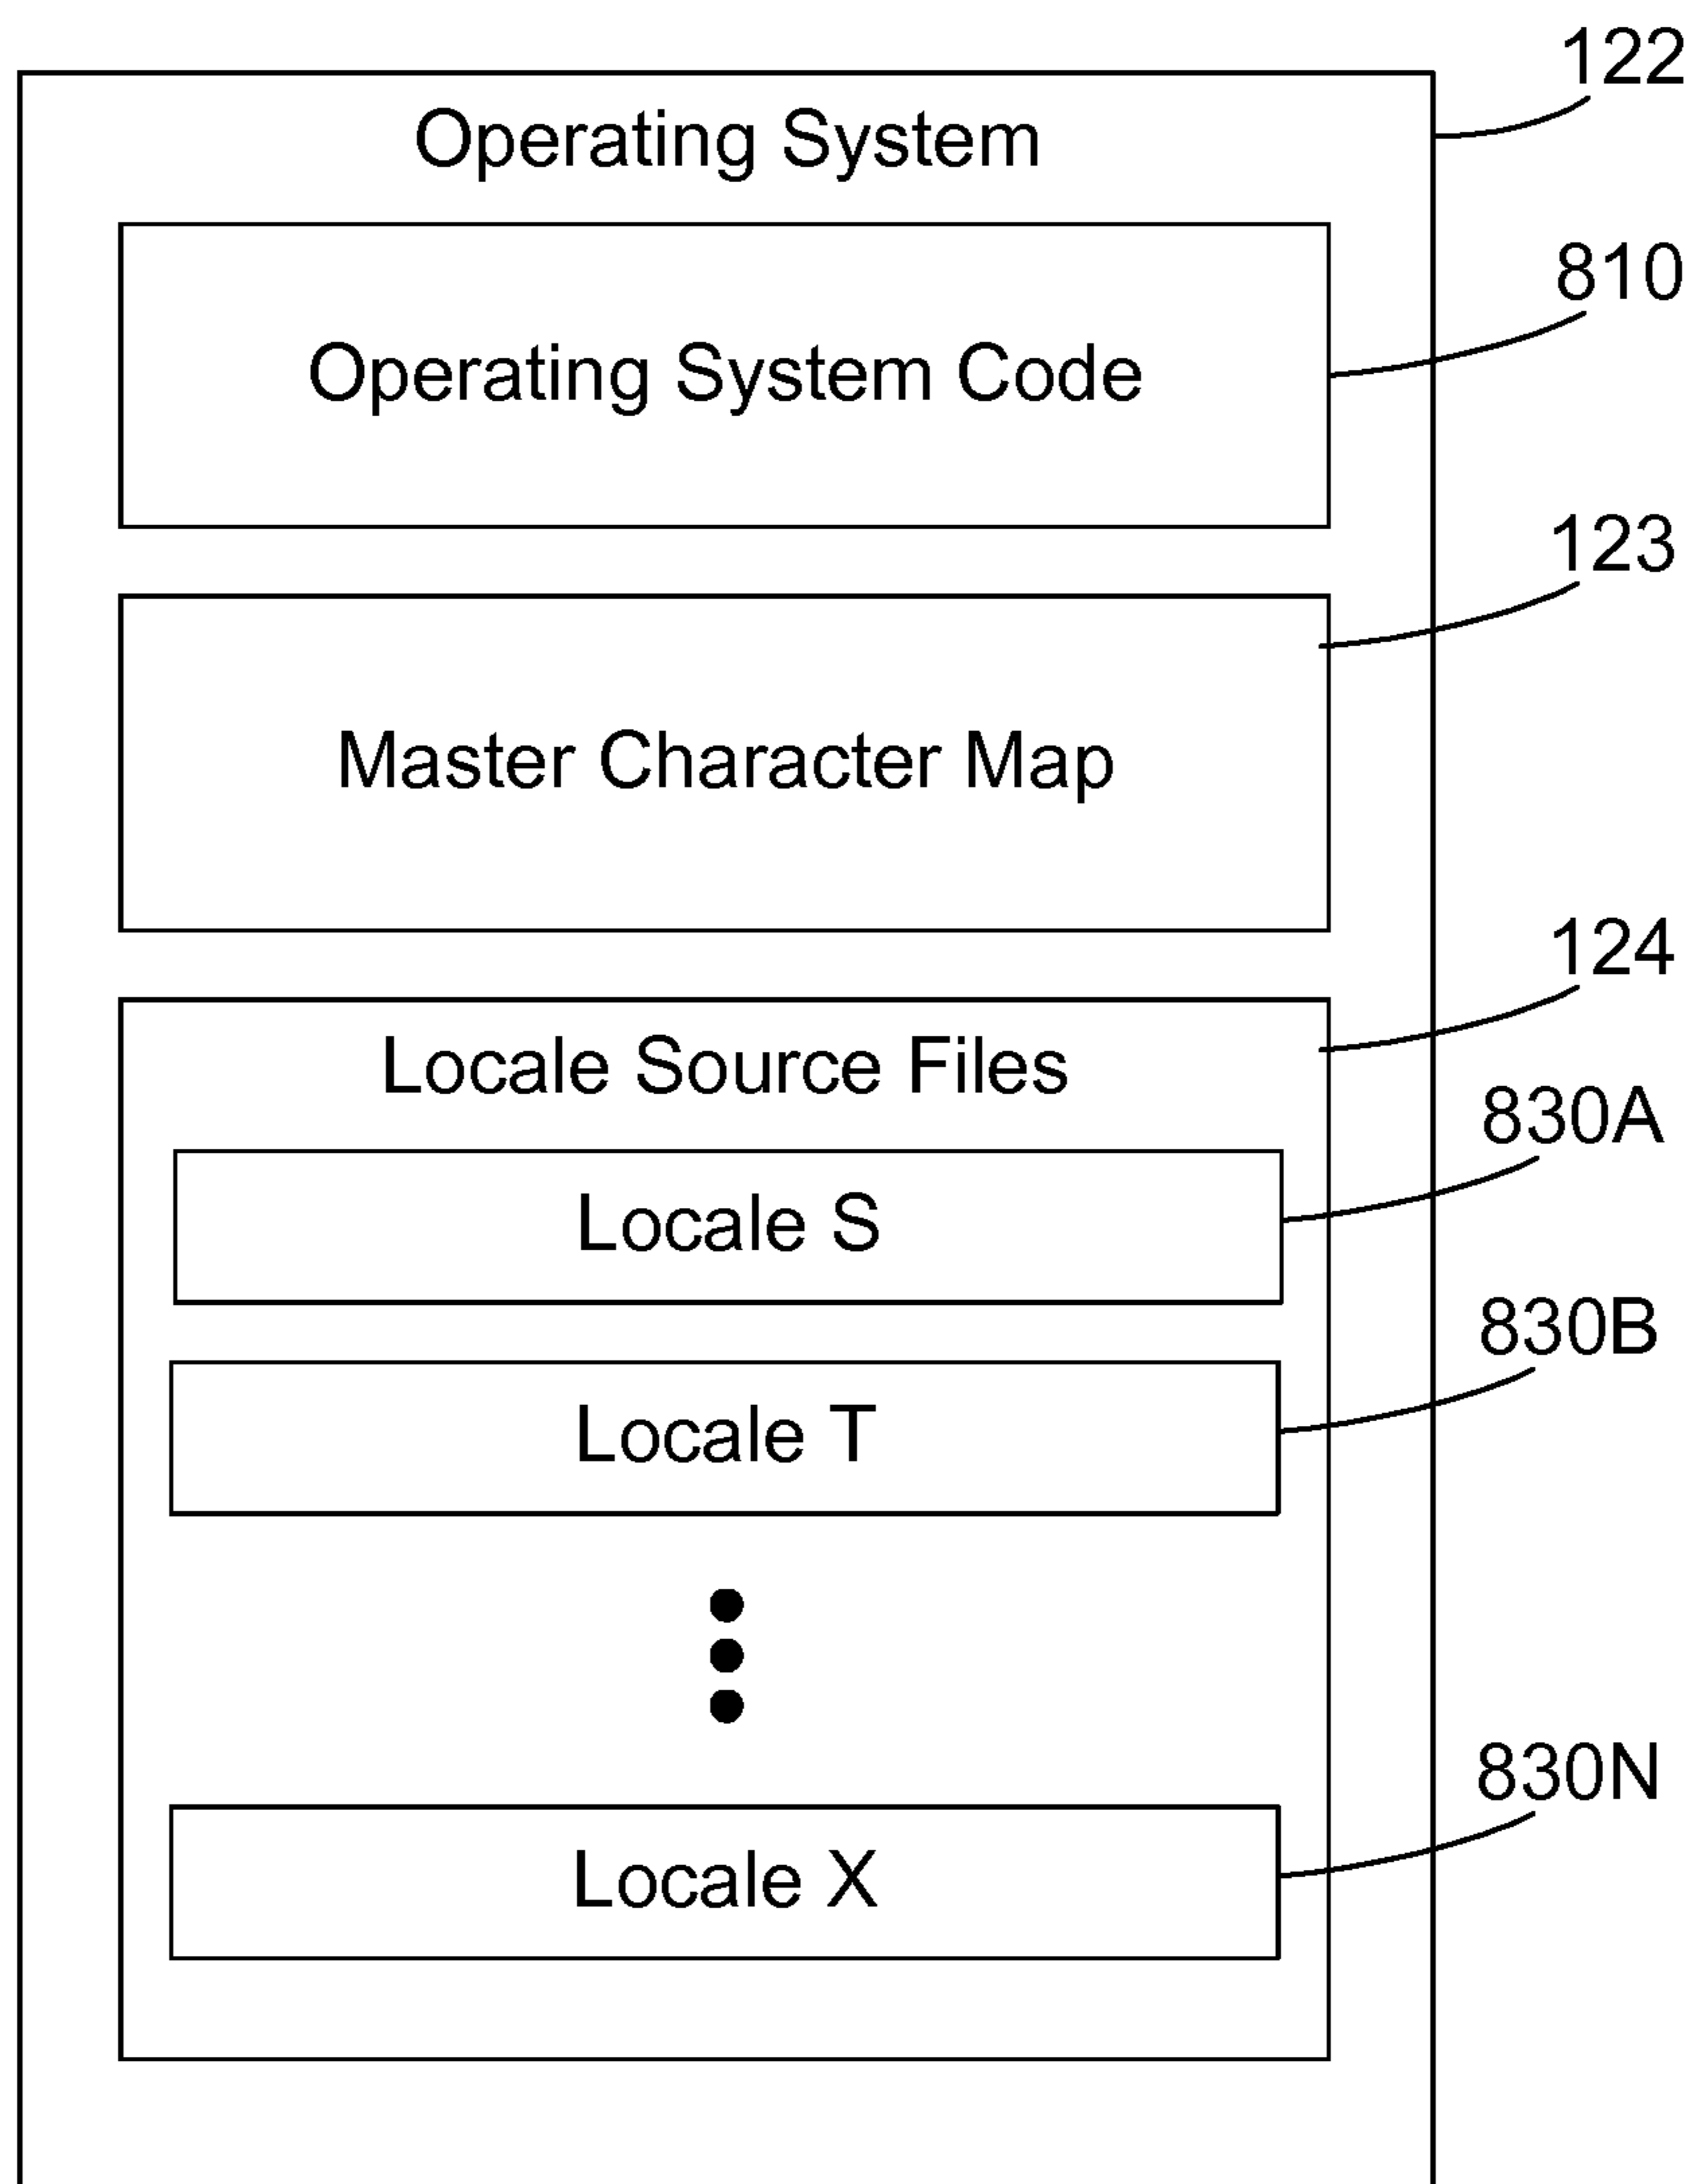 122
Operating System
810
Operating System Code
123
Master Character Map
124
Locale Source Files
830A
Locale S
830B
Locale T
830N
Locale X